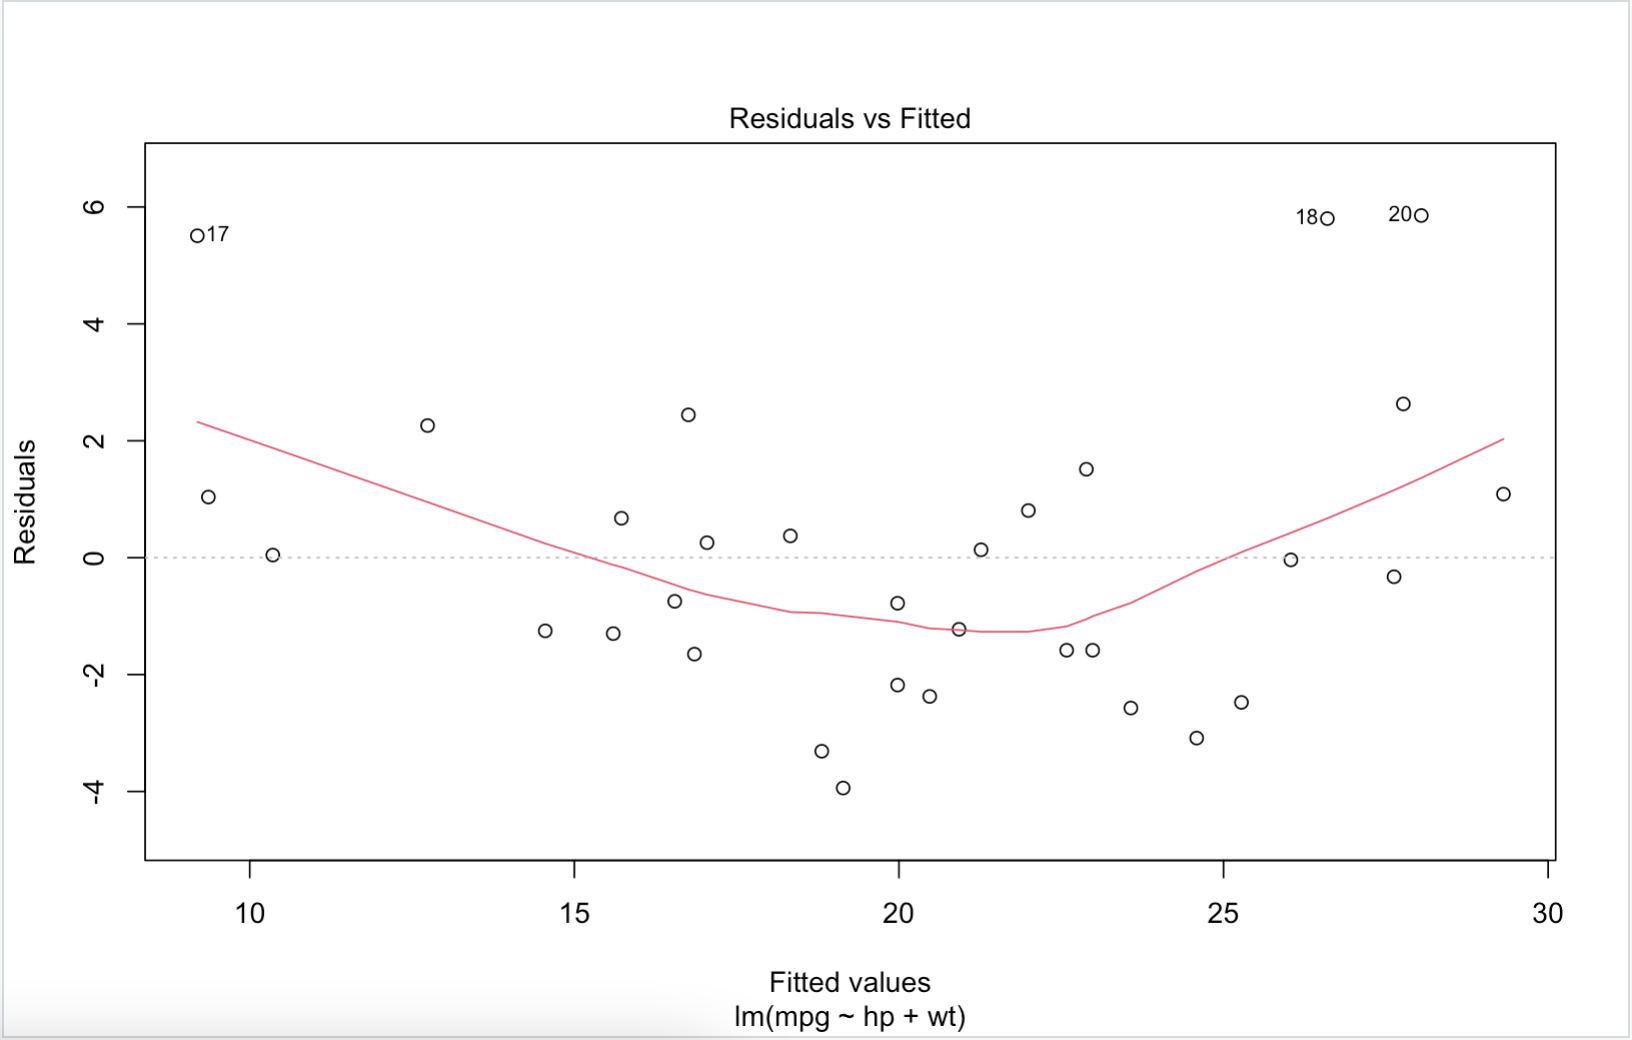 Residuals vs Fitted
6
4
2
0
-2
-4
Residuals
17
18
20
10 15 20 25 30
Fitted values
lm(mpg ~ hp + wt)